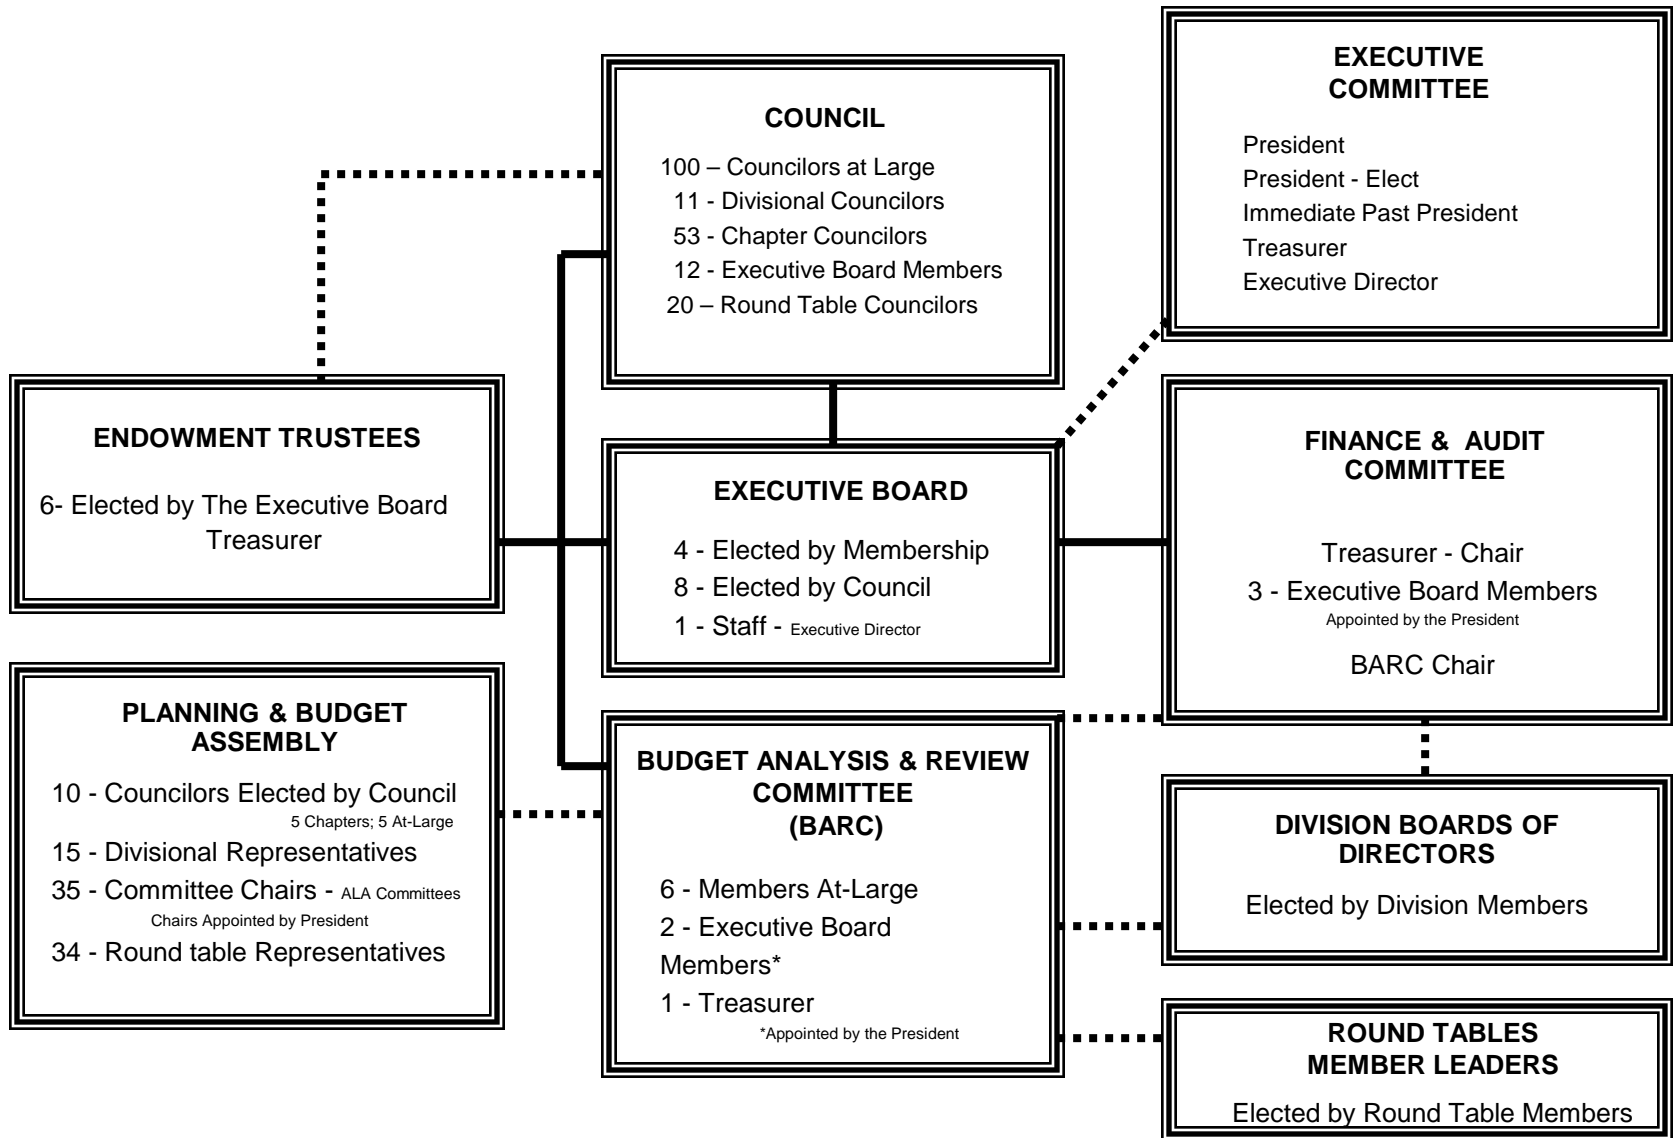 COUNCIL
100 – Councilors at Large
11 - Divisional Councilors
53 - Chapter Councilors
12 - Executive Board Members
20 – Round Table Councilors
EXECUTIVE
COMMITTEE
President
President - Elect
Immediate Past President
Treasurer
Executive Director
ENDOWMENT TRUSTEES
6- Elected by The Executive Board
Treasurer
EXECUTIVE BOARD
4 - Elected by Membership
8 - Elected by Council
1 - Staff - Executive Director
FINANCE & AUDIT
COMMITTEE
Treasurer - Chair
3 - Executive Board Members
Appointed by the President
BARC Chair
PLANNING & BUDGET
ASSEMBLY
10 - Councilors Elected by Council
5 Chapters; 5 At-Large
15 - Divisional Representatives
35 - Committee Chairs - ALA Committees
Chairs Appointed by President
34 - Round table Representatives
BUDGET ANALYSIS & REVIEW
COMMITTEE
(BARC)
6 - Members At-Large
2 - Executive Board
Members*
1 - Treasurer
*Appointed by the President
DIVISION BOARDS OF
DIRECTORS
Elected by Division Members
ROUND TABLES
MEMBER LEADERS
Elected by Round Table Members